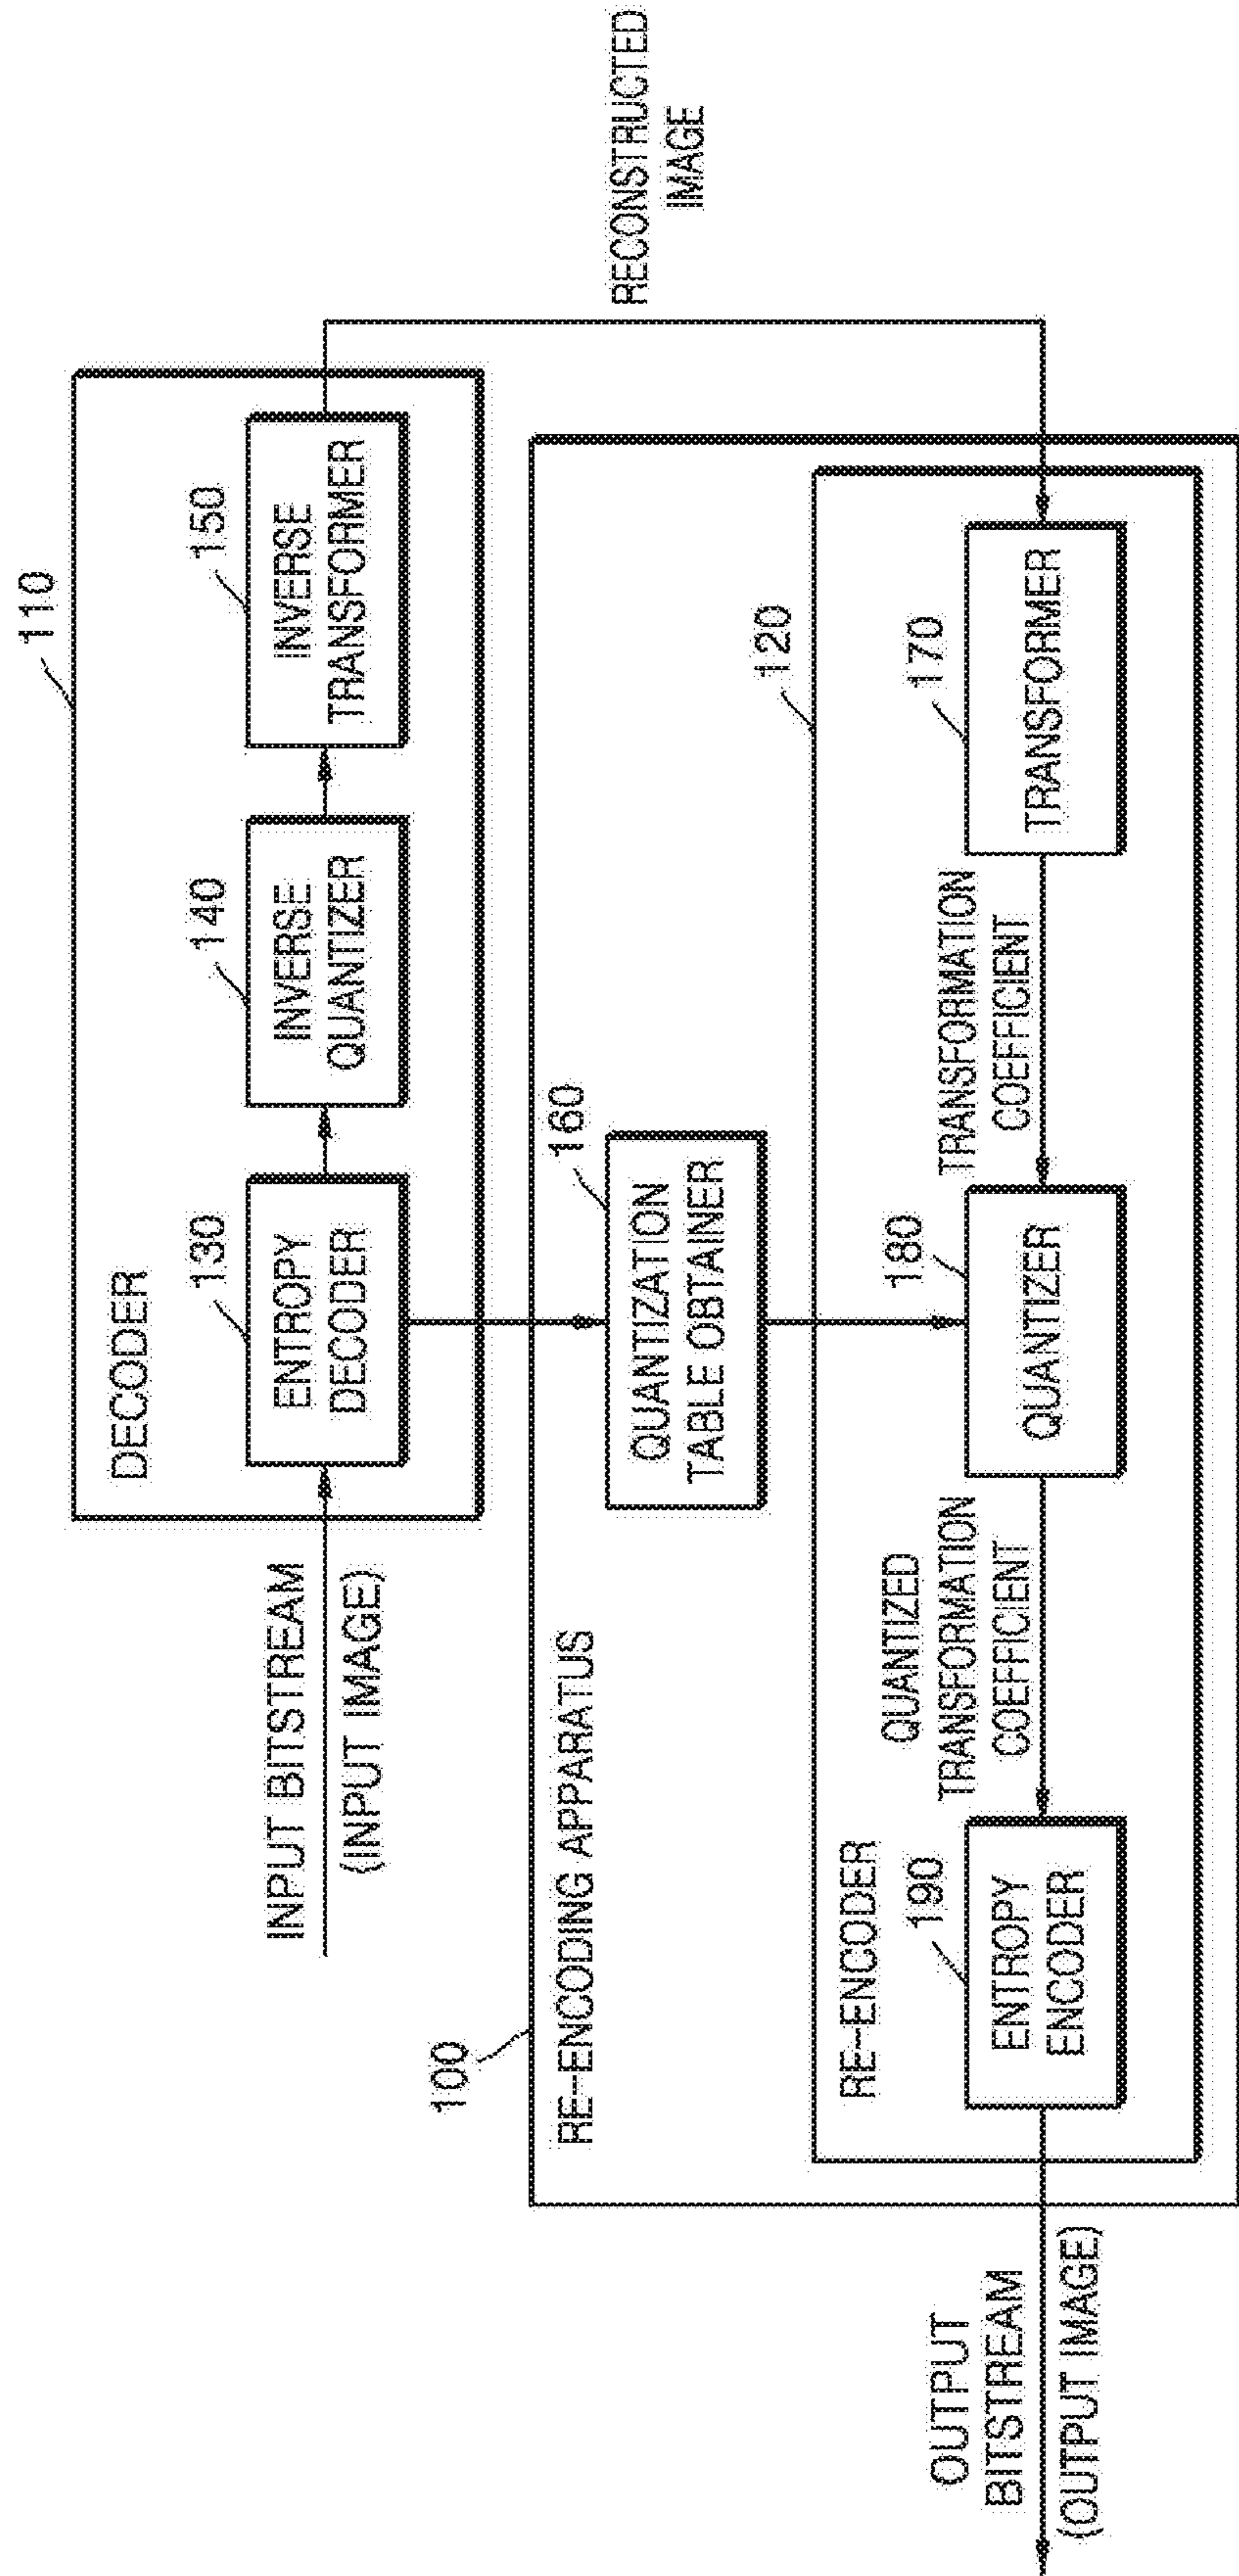 110
DECODER
INPUT BITSTREAM
(INPUT IMAGE)
130
ENTROPY
DECODER
140
INVERSE
QUANTIZER
150
INVERSE
TRANSFORMER
RECONSTRUCTED
IMAGE
100
RE-ENCODING APPARATUS
160
QUANTIZATION
TABLE OBTAINER
120
RE-ENCODER
190
ENTROPY
ENCODER
QUANTIZED
TRANSFORMATION
COEFFICIENT
180
QUANTIZER
TRANSFORMATION
COEFFICIENT
170
TRANSFORMER
OUTPUT
BITSTREAM
(OUTPUT IMAGE)